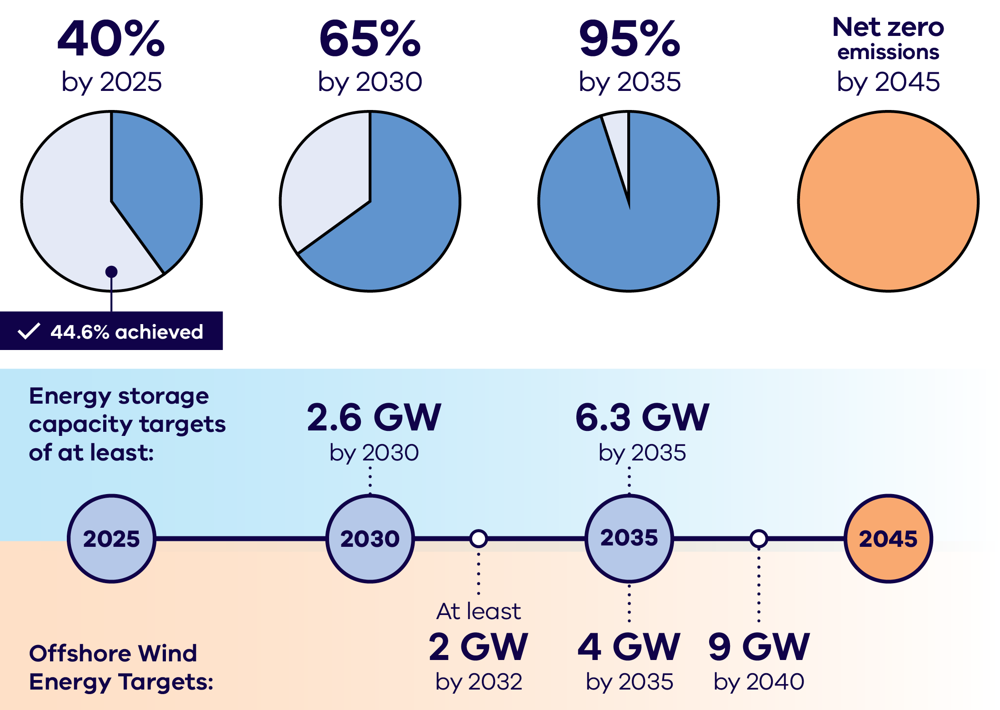 40%
by 2025
65%
by 2030
95%
by 2035
Net zero
emissions
by 2045
44.6% achieved
Energy storage
capacity targets
of at least:
2.6 GW
by 2030
6.3 GW
by 2035
2025
2030
2035
2045
Offshore Wind
Energy Targets:
At least
2 GW
by 2032
4 GW
by 2035
9 GW
by 2040